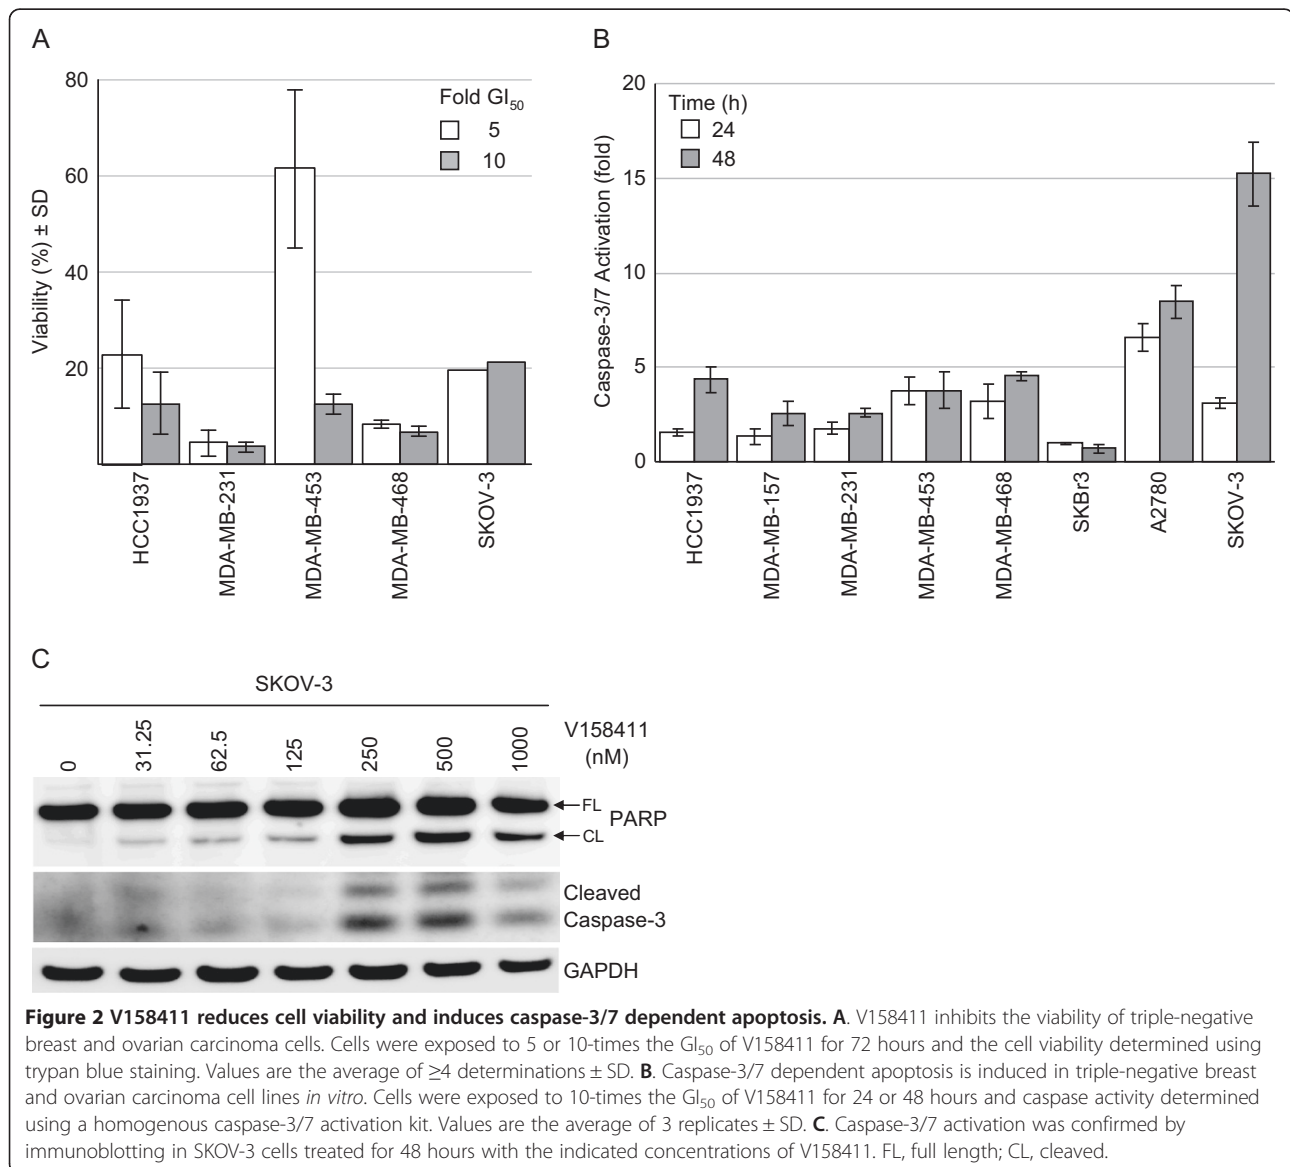 A
80
60
40
20
Viability (%) ± SD
Fold GI50
5
10
HCC1937
MDA-MB-231
MDA-MB-453
MDA-MB-468
SKOV-3
B
20
15
10
5
0
Caspase-3/7 Activation (fold)
Time (h)
24
48
HCC1937
MDA-MB-157
MDA-MB-231
MDA-MB-453
MDA-MB-468
SKBr3
A2780
SKOV-3
C
SKOV-3
0 31.25 62.5 125 250 500 1000
V158411
(nM)
FL
PARP
CL
Cleaved
Caspase-3
GAPDH
Figure 2 V158411 reduces cell viability and induces caspase-3/7 dependent apoptosis. A. V158411 inhibits the viability of triple-negative
breast and ovarian carcinoma cells. Cells were exposed to 5 or 10-times the GI50 of V158411 for 72 hours and the cell viability determined using
trypan blue staining. Values are the average of ≥4 determinations ± SD. B. Caspase-3/7 dependent apoptosis is induced in triple-negative breast
and ovarian carcinoma cell lines in vitro. Cells were exposed to 10-times the GI50 of V158411 for 24 or 48 hours and caspase activity determined
using a homogenous caspase-3/7 activation kit. Values are the average of 3 replicates ± SD. C. Caspase-3/7 activation was confirmed by
immunoblotting in SKOV-3 cells treated for 48 hours with the indicated concentrations of V158411. FL, full length; CL, cleaved.